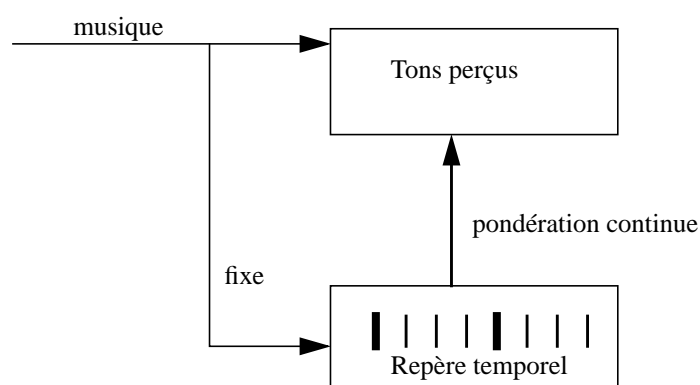 musique
Tons perçus
pondération continue
fixe
Repère temporel